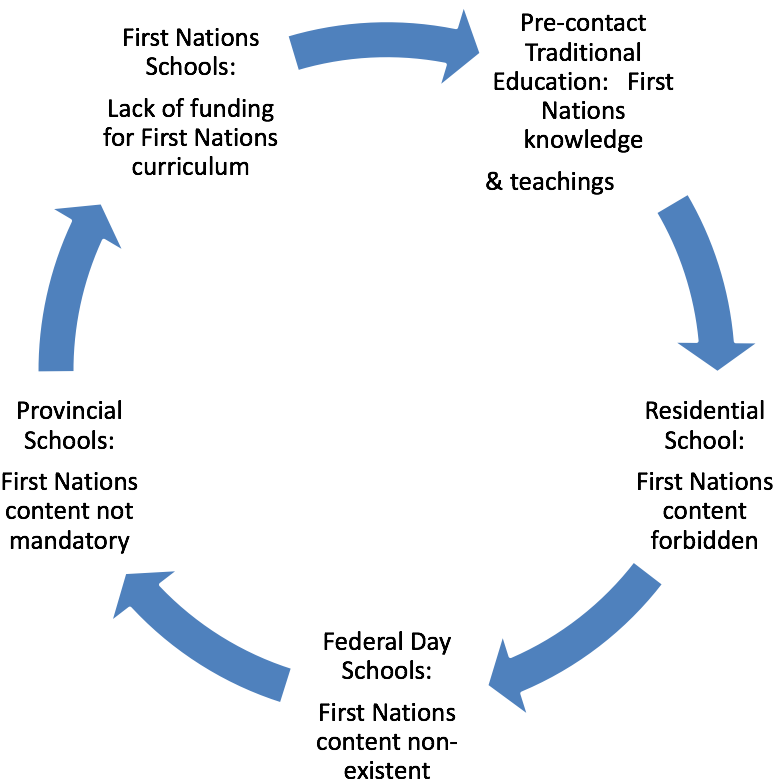 First Nations
Schools:
Lack of funding
for First Nations
curriculum
Pre-contact
Traditional
Education:   First
Nations
knowledge
& teachings
Residential
School:
First Nations
content
forbidden
Federal Day
Schools:
First Nations
content non-
existent
Provincial
Schools:
First Nations
content not
mandatory